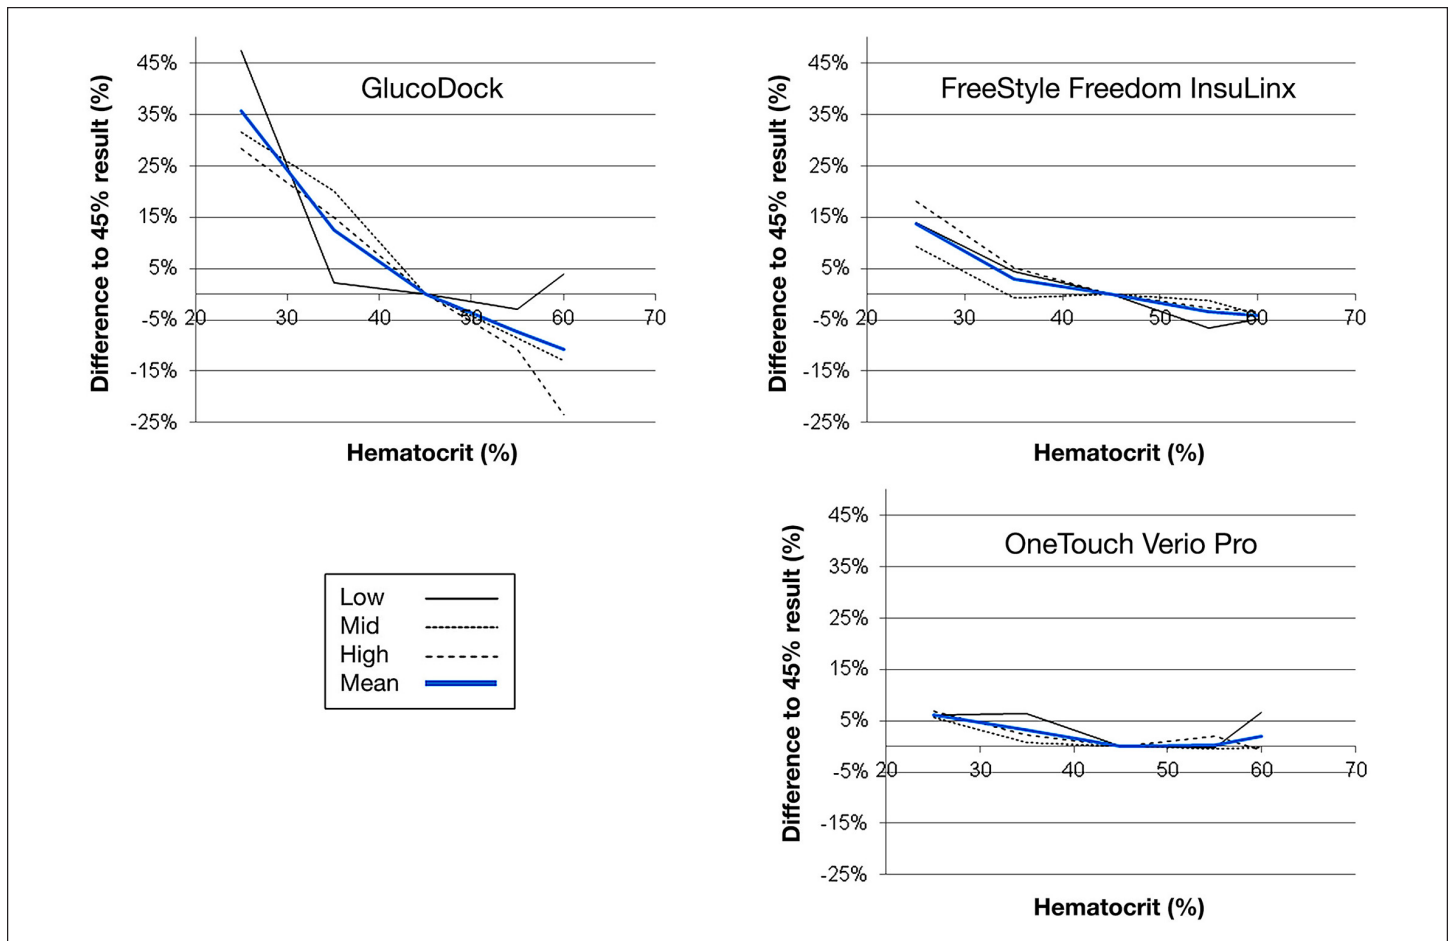 GlucoDock
Difference to 45% result (%)
45%
35%
25%
15%
5%
-5%
-15%
-25%
20 30 40 50 60 70
Hematocrit (%)
FreeStyle Freedom InsuLinx
Difference to 45% result (%)
45%
35%
25%
15%
5%
-5%
-15%
-25%
20 30 40 50 60 70
Hematocrit (%)
Low
Mid
High
Mean
OneTouch Verio Pro
Difference to 45% result (%)
45%
35%
25%
15%
5%
-5%
-15%
-25%
20 30 40 50 60 70
Hematocrit (%)